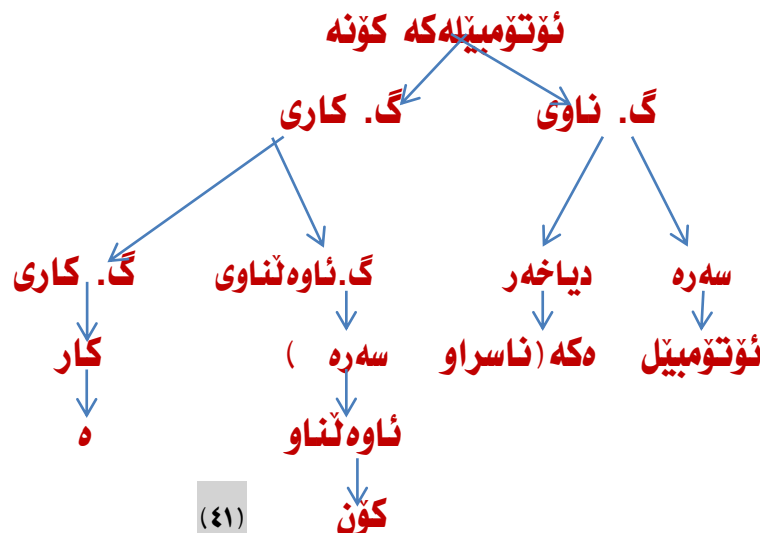 ئۆتۆمبێلەکە کۆنە
گ. ناوی گ. کاری
سەرە دیاخەر گ.ئاوەڵناوی گ. کاری
ئۆتۆمبێل ەکە (ناسراو سەرە ) کار
ئاوەڵناو ە
کۆن (٤١)